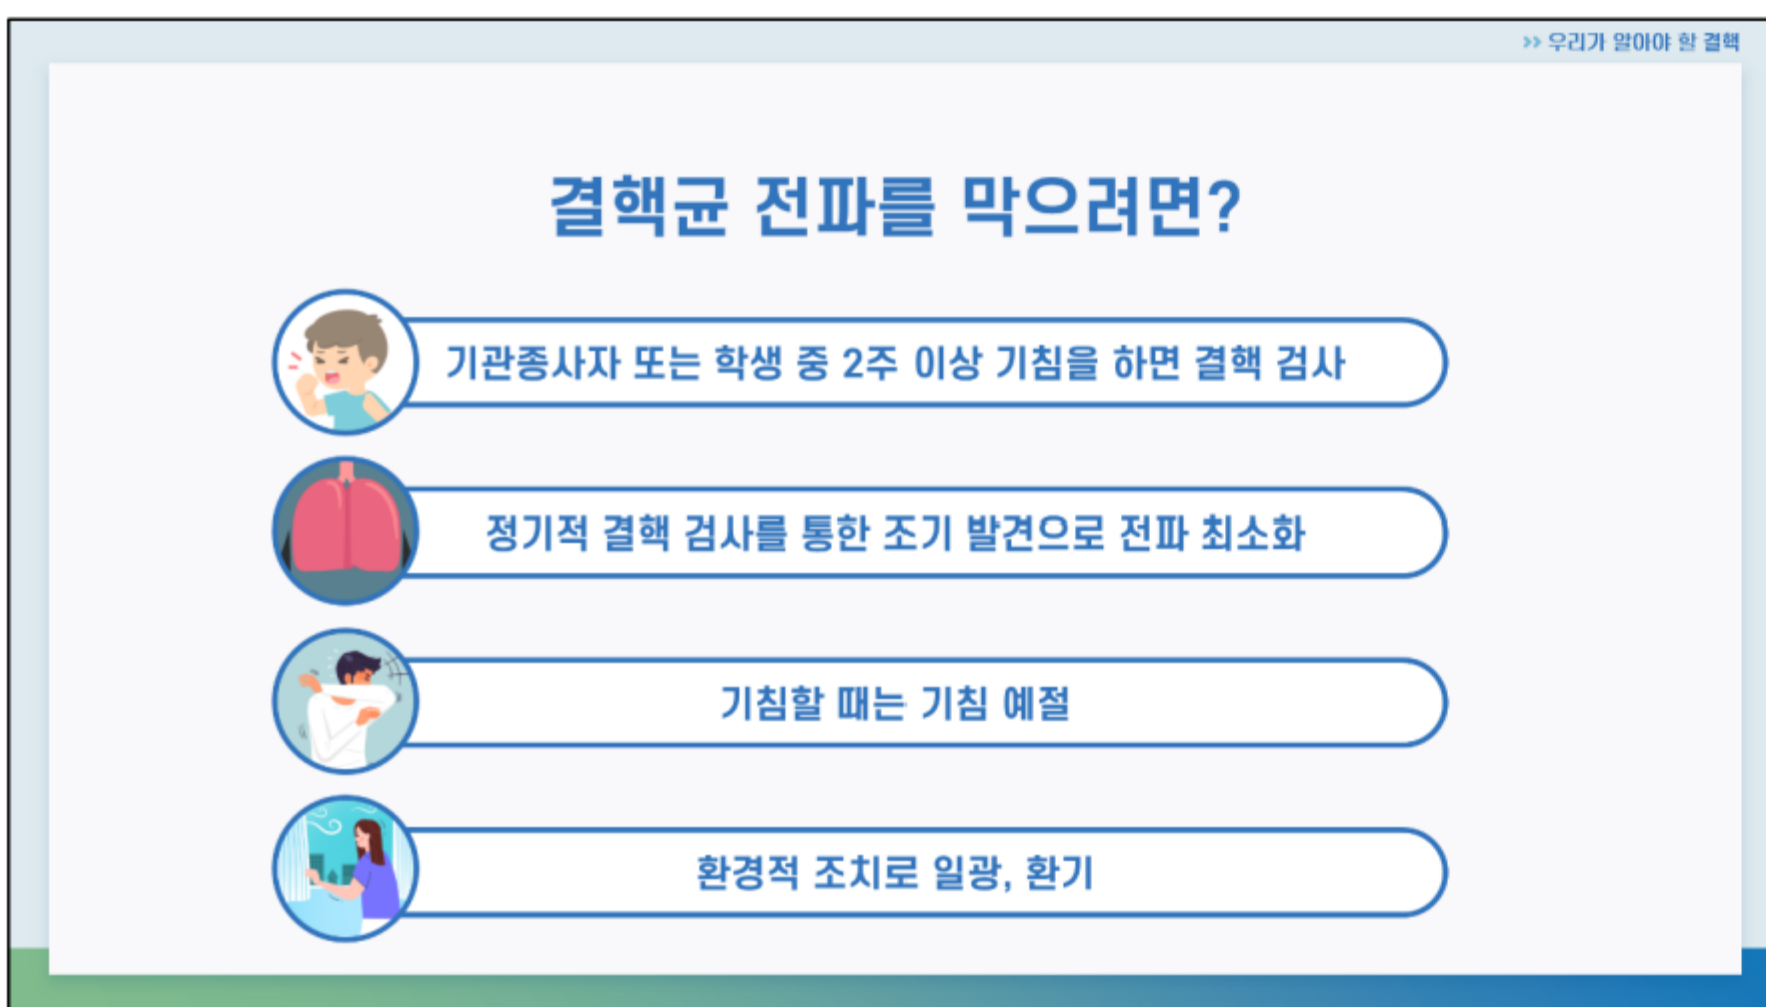 >> 우리가 알아야 할 결핵
결핵균 전파를 막으려면?
기관종사자 또는 학생 중 2주 이상 기침을 하면 결핵 검사
정기적 결핵 검사를 통한 조기 발견으로 전파 최소화
기침할 때는 기침 예절
환경적 조치로 일광, 환기